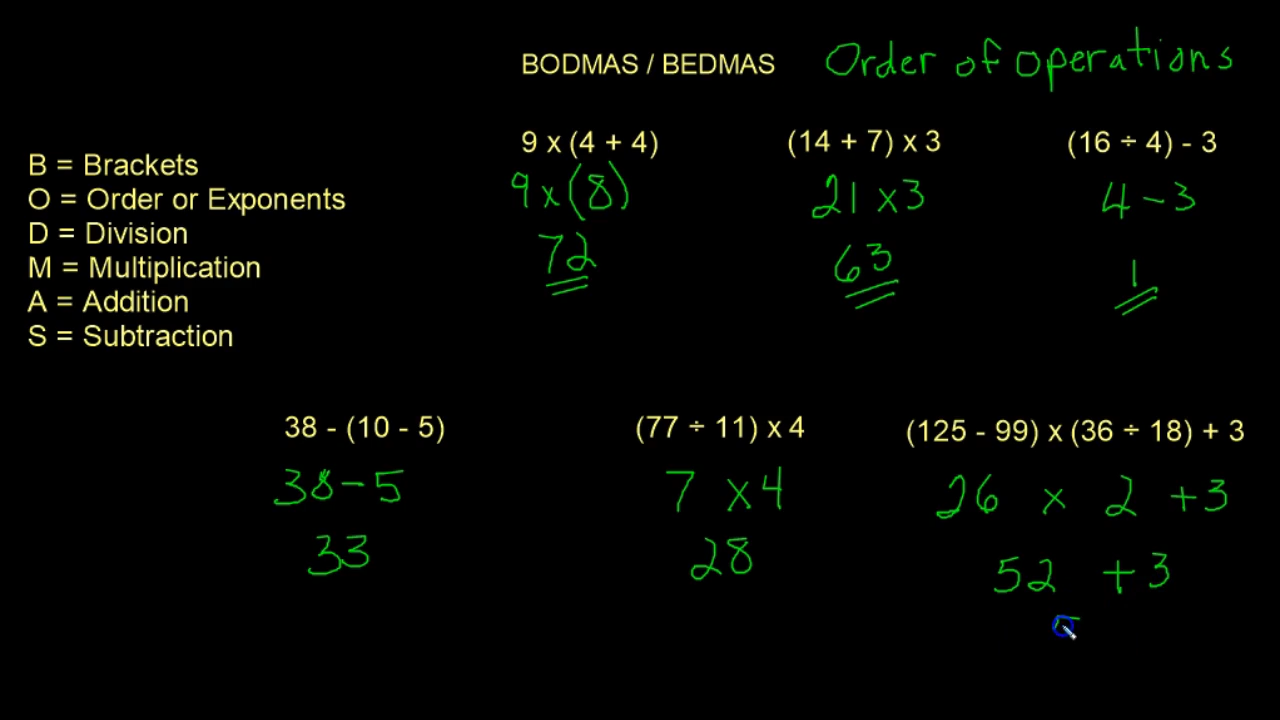 BODMAS / BEDMAS Order of operations
B = Brackets
O = Order or Exponents
D = Division
M = Multiplication
A = Addition
S = Subtraction
9 x (4 + 4)
9 x (8)
72
(14 + 7) x 3
21 x 3
63
(16 ÷ 4) - 3
4 - 3
1
38 - (10 - 5)
38 - 5
33
(77 ÷ 11) x 4
7 x 4
28
(125 - 99) x (36 ÷ 18) + 3
26 x 2 + 3
52 + 3